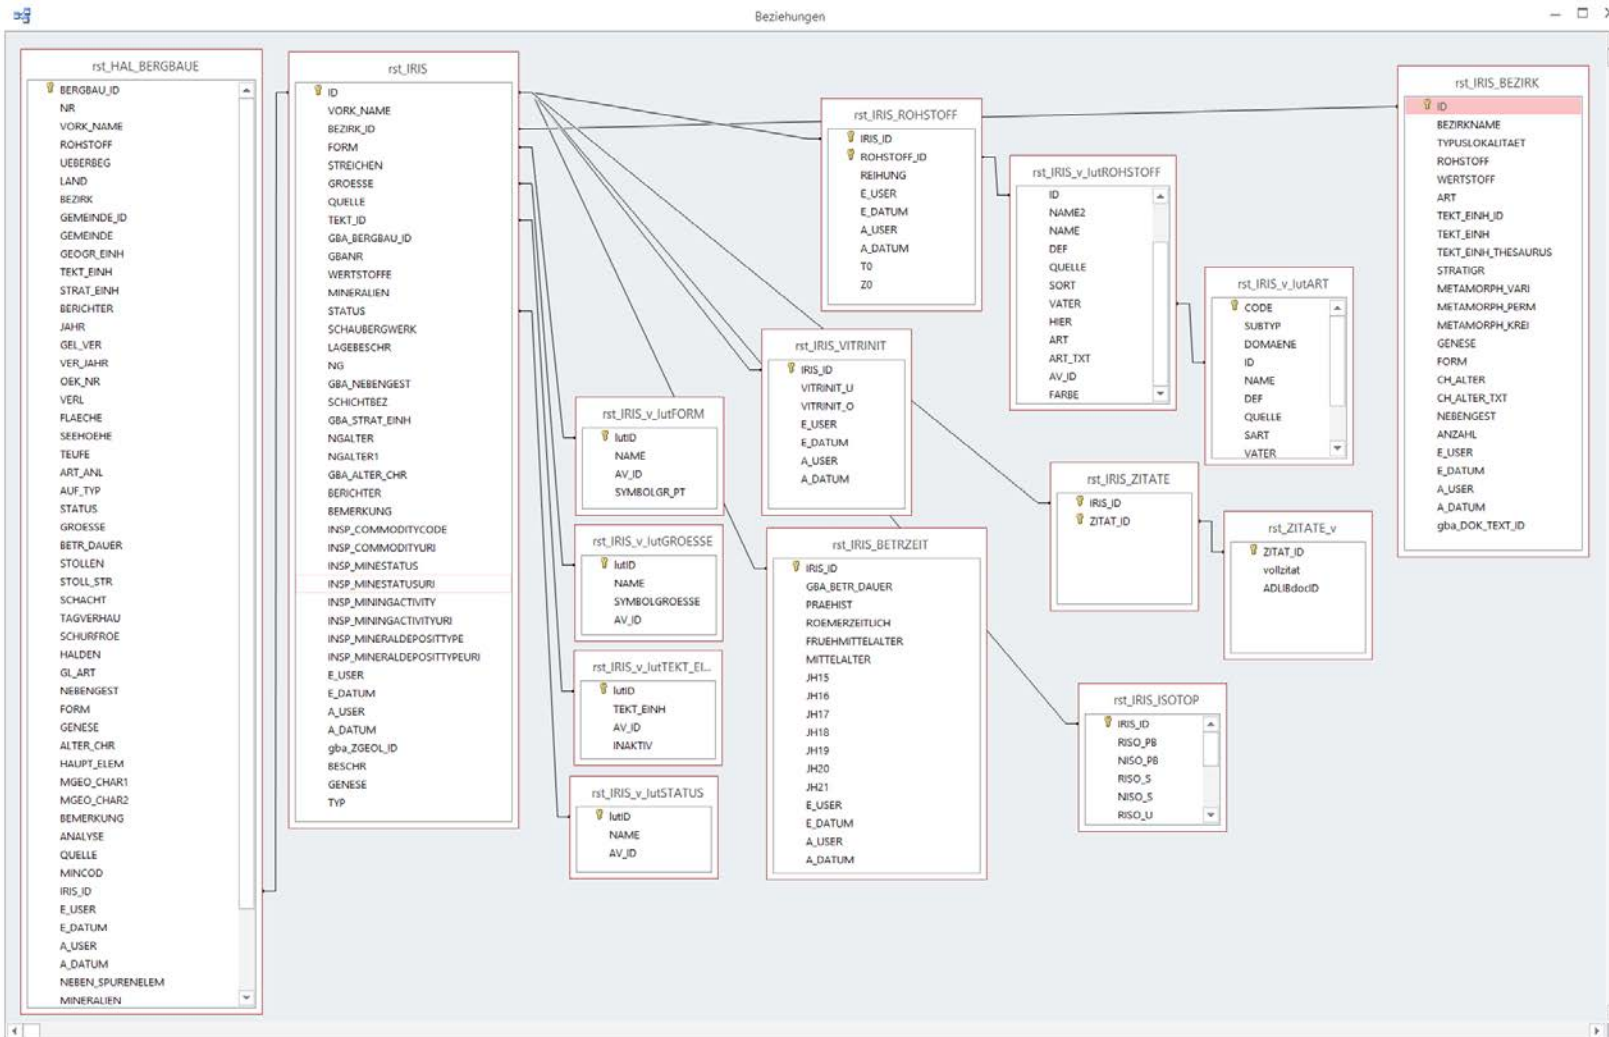 Beziehungen
rst_HAL_BERGBAUE
BERGBAU_ID
NR
VORK_NAME
ROHSTOFF
UEBERBEG
LAND
BEZIRK
GEMEINDE_ID
GEMEINDE
GEOGR_EINH
TEKT_EINH
STRAT_EINH
BERICHTER
JAHR
GEL_VER
VER_JAHR
OEK_NR
VERL
FLAECHE
SEEHOEHE
TEUFE
ART_ANL
AUF_TYP
STATUS
GROESSE
BETR_DAUER
STOLLEN
STOLL_STR
SCHACHT
TAGVERHAU
SCHURFROE
HALDEN
GL_ART
NEBENGEST
FORM
GENESE
ALTER_CHR
HAUPT_ELEM
MGEO_CHAR1
MGEO_CHAR2
BEMERKUNG
ANALYSE
QUELLE
MINCOD
IRIS_ID
E_USER
E_DATUM
A_USER
A_DATUM
NEBEN_SPURENELEM
MINERALIEN
rst_IRIS
ID
VORK_NAME
BEZIRK_ID
FORM
STREICHEN
GROESSE
QUELLE
TEKT_ID
GBA_BERGBAU_ID
GBANR
WERTSTOFFE
MINERALIEN
STATUS
SCHAUBERGWERK
LAGEBESCHR
NG
GBA_NEBENGEST
SCHICHTBEZ
GBA_STRAT_EINH
NGALTER
NGALTER1
GBA_ALTER_CHR
BERICHTER
BEMERKUNG
INSP_COMMODITYCODE
INSP_COMMODITYURI
INSP_MINESTATUS
INSP_MINESTATUSURI
INSP_MININGACTIVITY
INSP_MININGACTIVITYURI
INSP_MINERALDEPOSITTYPE
INSP_MINERALDEPOSITTYPEURI
E_USER
E_DATUM
A_USER
A_DATUM
gba_ZGEOL_ID
BESCHR
GENESE
TYP
rst_IRIS_v_lutFORM
lutID
NAME
AV_ID
SYMBOLGR_PT
rst_IRIS_v_lutGROESSE
lutID
NAME
SYMBOLGROESSE
AV_ID
rst_IRIS_v_lutTEKT_EI...
lutID
TEKT_EINH
AV_ID
INAKTIV
rst_IRIS_v_lutSTATUS
lutID
NAME
AV_ID
rst_IRIS_ROHSTOFF
IRIS_ID
ROHSTOFF_ID
REIHUNG
E_USER
E_DATUM
A_USER
A_DATUM
T0
Z0
rst_IRIS_VITRINIT
IRIS_ID
VITRINIT_U
VITRINIT_O
E_USER
E_DATUM
A_USER
A_DATUM
rst_IRIS_BETRZEIT
IRIS_ID
GBA_BETR_DAUER
PRAEHIST
ROEMERZEITLICH
FRUEHMITTELALTER
MITTELALTER
JH15
JH16
JH17
JH18
JH19
JH20
JH21
E_USER
E_DATUM
A_USER
A_DATUM
rst_IRIS_v_lutROHSTOFF
ID
NAME2
NAME
DEF
QUELLE
SORT
VATER
HIER
ART
ART_TXT
AV_ID
FARBE
rst_IRIS_v_lutART
CODE
SUBTYP
DOMAENE
ID
NAME
DEF
QUELLE
SART
VATER
rst_IRIS_ZITATE
IRIS_ID
ZITAT_ID
rst_ZITATE_v
ZITAT_ID
vollzitat
ADLIBdocID
rst_IRIS_ISOTOP
IRIS_ID
RISO_PB
NISO_PB
RISO_S
NISO_S
RISO_U
rst_IRIS_BEZIRK
ID
BEZIRKNAME
TYPUSLOKALITAET
ROHSTOFF
WERTSTOFF
ART
TEKT_EINH_ID
TEKT_EINH
TEKT_EINH_THESAURUS
STRATIGR
METAMORPH_VARI
METAMORPH_PERM
METAMORPH_KREI
GENESE
FORM
CH_ALTER
CH_ALTER_TXT
NEBENGEST
ANZAHL
E_USER
E_DATUM
A_USER
A_DATUM
gba_DOK_TEXT_ID